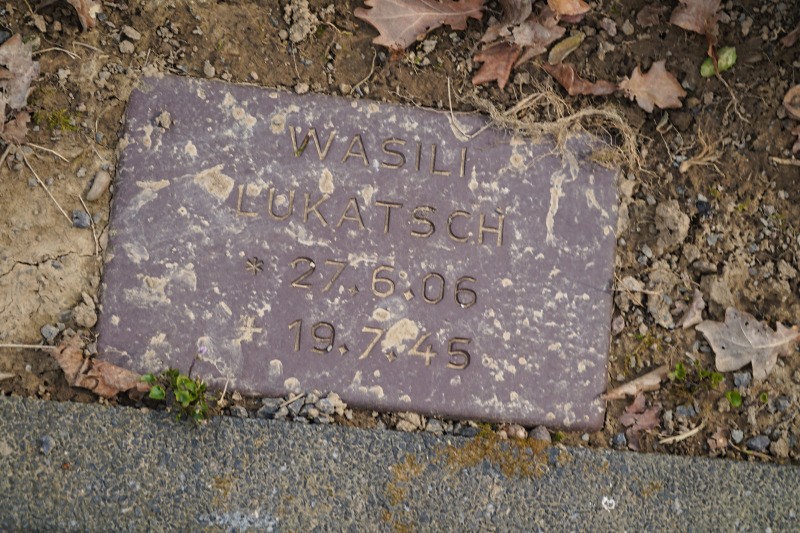 WASILI
LUKATSCH
* 27.6.06
† 19.7.45